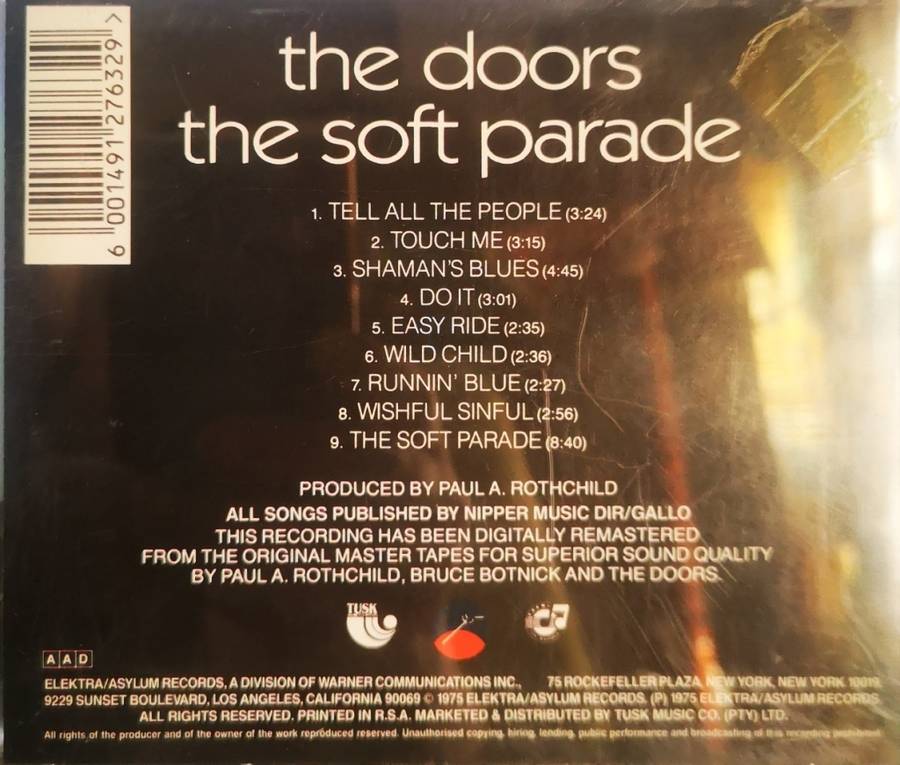 the doors
the soft parade
1. TELL ALL THE PEOPLE (3:24)
2. TOUCH ME (3:15)
3. SHAMAN'S BLUES (4:45)
4. DO IT (3:01)
5. EASY RIDE (2:35)
6. WILD CHILD (2:36)
7. RUNNIN' BLUE (2:27)
8. WISHFUL SINFUL (2:56)
9. THE SOFT PARADE (8:40)
PRODUCED BY PAUL A. ROTHCHILD
ALL SONGS PUBLISHED BY NIPPER MUSIC DIR/GALLO
THIS RECORDING HAS BEEN DIGITALLY REMASTERED
FROM THE ORIGINAL MASTER TAPES FOR SUPERIOR SOUND QUALITY
BY PAUL A. ROTHCHILD, BRUCE BOTNICK AND THE DOORS.
TUSK
AAD
ELEKTRA/ASYLUM RECORDS, A DIVISION OF WARNER COMMUNICATIONS INC., 75 ROCKEFELLER PLAZA, NEW YORK, NEW YORK 10019
9229 SUNSET BOULEVARD, LOS ANGELES, CALIFORNIA 90069 © 1975 ELEKTRA/ASYLUM RECORDS. (P) 1975 ELEKTRA/ASYLUM RECORDS
ALL RIGHTS RESERVED. PRINTED IN R.S.A. MARKETED & DISTRIBUTED BY TUSK MUSIC CO. (PTY) LTD.
All rights of the producer and of the owner of the work reproduced reserved. Unauthorised copying, hiring, lending, public performance and broadcasting of this recording prohibited
6 001491 276329 >